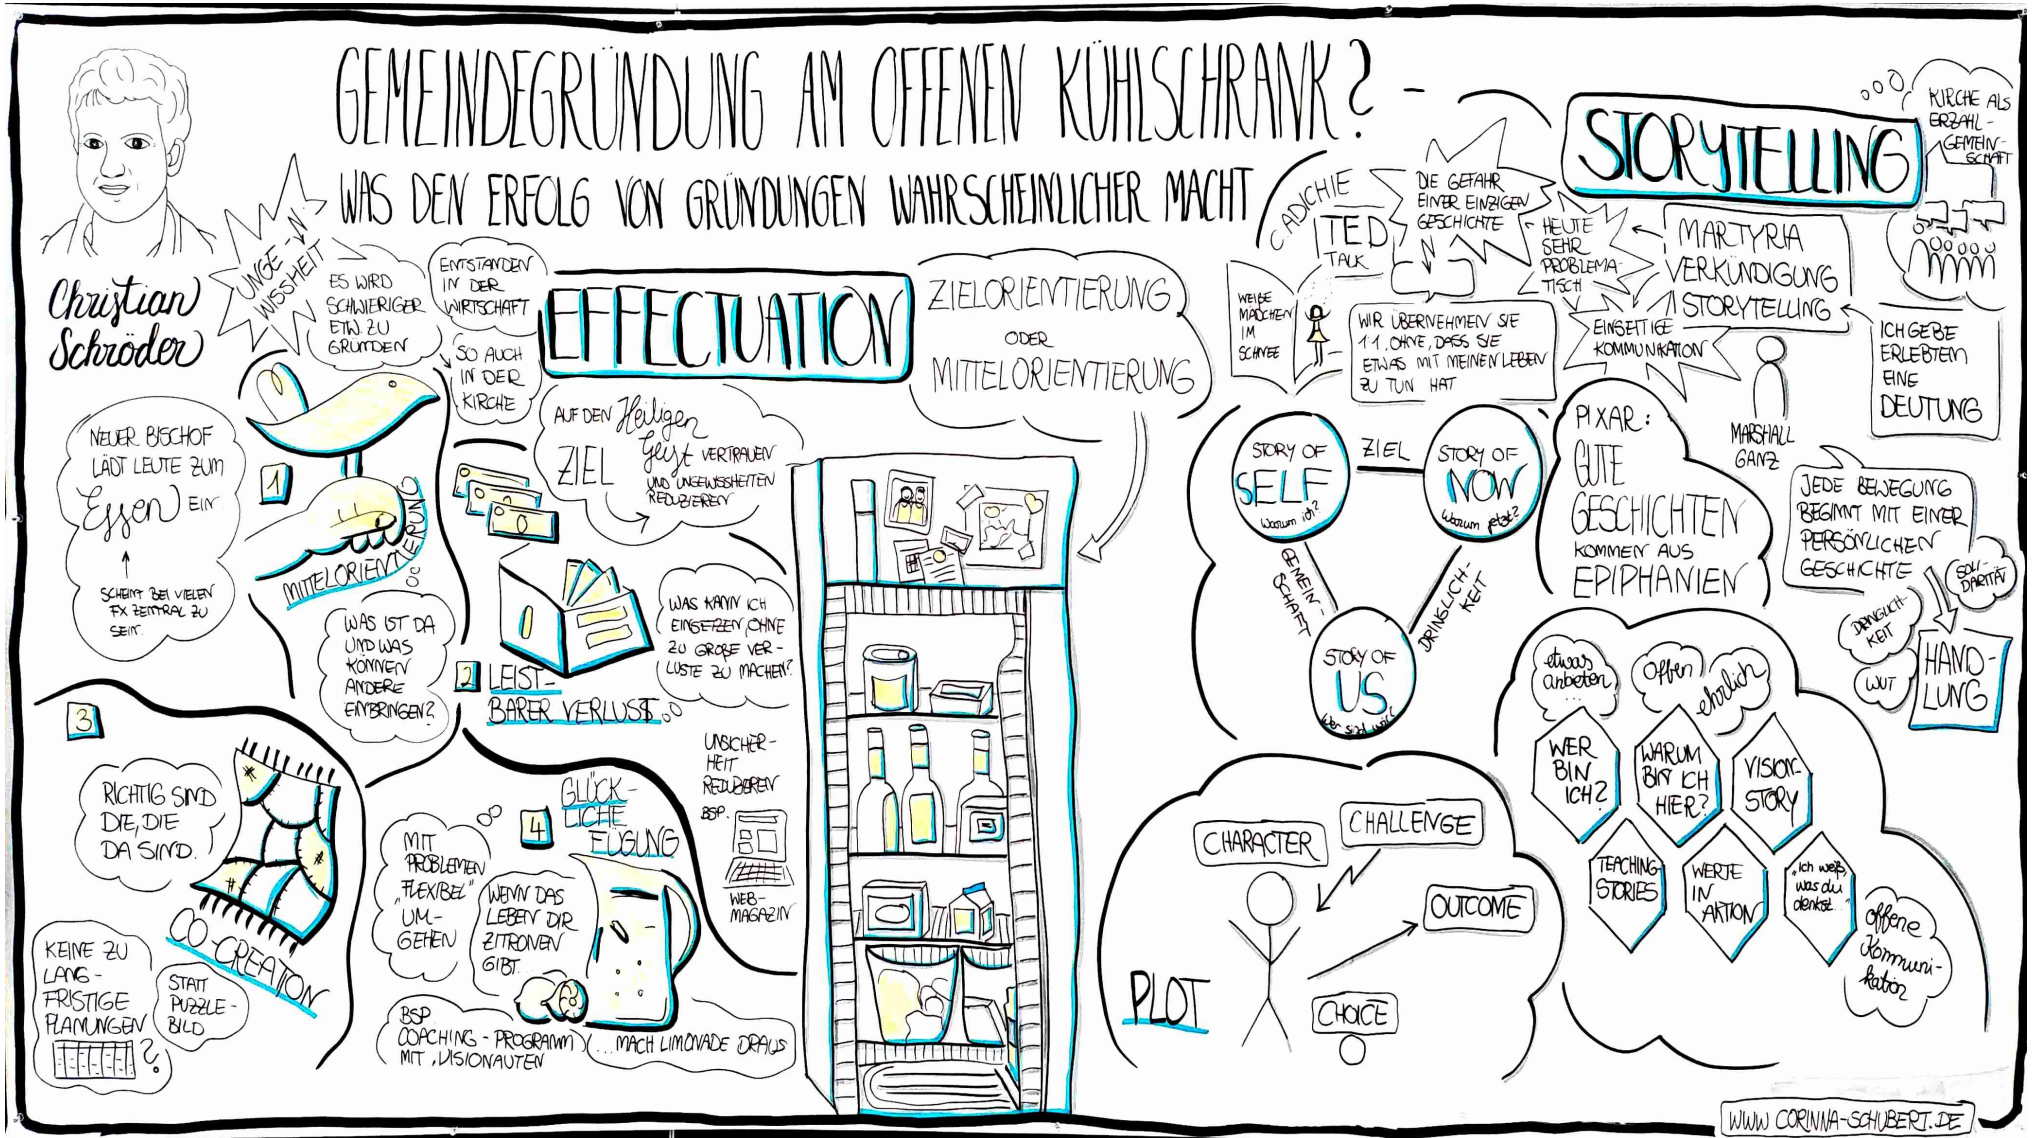 GEMEINDEGRÜNDUNG AM OFFENEN KÜHLSCHRANK? -
WAS DEN ERFOLG VON GRÜNDUNGEN WAHRSCHEINLICHER MACHT
Christian
Schröder
UNGE-
WISSHEIT
ES WIRD
SCHWIERIGER
ETW. ZU
GRÜNDEN
ENTSTANDEN
IN DER
WIRTSCHAFT
SO AUCH
IN DER
KIRCHE
EFFECTUATION
ZIELORIENTIERUNG
ODER
MITTELORIENTIERUNG
NEUER BISCHOF
LÄDT LEUTE ZUM
Essen EIN
SCHEINT BEI VIELEN
FX ZENTRAL ZU
SEIN.
1
MITTELORIENTIERUNG
WAS IST DA
UND WAS
KÖNNEN
ANDERE
EINBRINGEN?
AUF DEN Heiligen
Geist VERTRAUEN
ZIEL
UND UNGEWISSHEITEN
REDUZIEREN
2
LEIST-
BARER VERLUST
WAS KANN ICH
EINSETZEN, OHNE
ZU GROßE VER-
LUSTE ZU MACHEN?
3
RICHTIG SIND
DIE, DIE
DA SIND.
CO-CREATION
KEINE ZU
LANG-
FRISTIGE
PLANUNGEN
?
STATT
PUZZLE-
BILD
4
GLÜCK-
LICHE
FÜGUNG
MIT
PROBLEMEN
"FLEXIBEL"
UM-
GEHEN
WENN DAS
LEBEN DIR
ZITRONEN
GIBT...
...MACH LIMONADE DRAUS
BSP.
COACHING-PROGRAMM
MIT "VISIONAUTEN
UNSICHER-
HEIT
REDUZIEREN
BSP.
WEB-
MAGAZIN
STORYTELLING
KIRCHE ALS
ERZÄHL-
GEMEIN-
SCHAFT
CADICHIE
TED
TALK
DIE GEFAHR
EINER EINZIGEN
GESCHICHTE
HEUTE
SEHR
PROBLEMA-
TISCH
MARTYRIA
VERKÜNDIGUNG
STORYTELLING
EINSEITIGE
KOMMUNIKATION
ICH GEBE
ERLEBTEM
EINE
DEUTUNG
WEIßE
MÄDCHEN
IM
SCHNEE
WIR ÜBERNEHMEN SIE
1:1, OHNE, DASS SIE
ETWAS MIT MEINEN LEBEN
ZU TUN HAT
STORY OF
SELF
Warum ich?
ZIEL
STORY OF
NOW
Warum jetzt?
GEMEIN-
SCHAFT
DRINGLICH-
KEIT
STORY OF
US
Wer sind wir?
PIXAR:
GUTE
GESCHICHTEN
KOMMEN AUS
EPIPHANIEN
MARSHALL
GANZ
JEDE BEWEGUNG
BEGINNT MIT EINER
PERSÖNLICHEN
GESCHICHTE
SOLI-
DARITÄT
DRINGLICH-
KEIT
WUT
HAND-
LUNG
etwas
anbieten
...
offen
ehrlich
WER
BIN
ICH?
WARUM
BIN ICH
HIER?
VISION-
STORY
TEACHING
STORIES
WERTE
IN
AKTION
"Ich weiß,
was du
denkst..."
offene
Kommuni-
kation
PLOT
CHARACTER
CHALLENGE
OUTCOME
CHOICE
WWW.CORINNA-SCHUBERT.DE